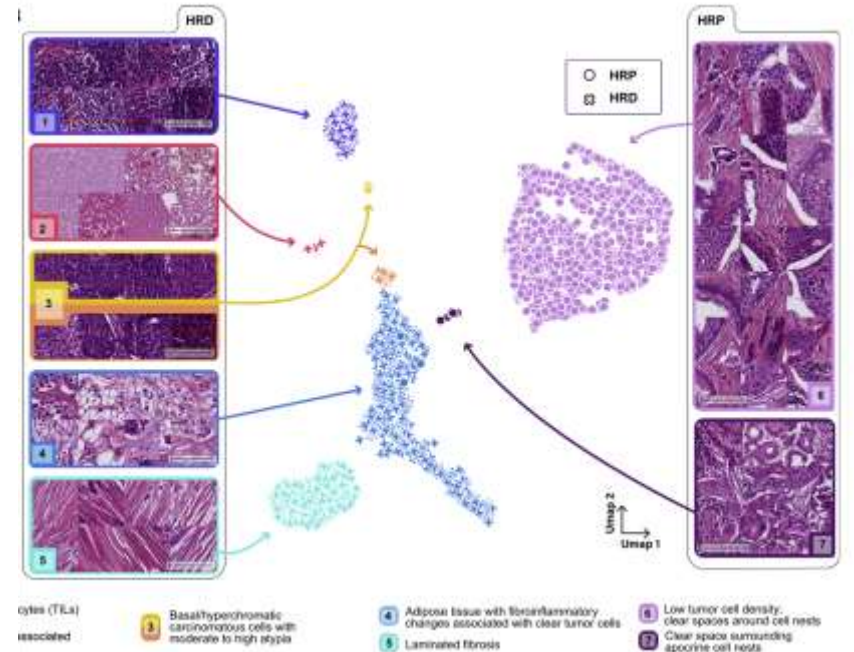 HRD
HRP
HRP
HRD
1
2
3
4
5
6
7
Umap 2
Umap 1
cytes (TILs)
ssociated
3
Basal/hyperchromatic
carcinomatous cells with
moderate to high atypia
4
Adipose tissue with fibroinflammatory
changes associated with clear tumor cells
5
Laminated fibrosis
6
Low tumor cell density,
clear spaces around cell nests
7
Clear space surrounding
apocrine cell nests